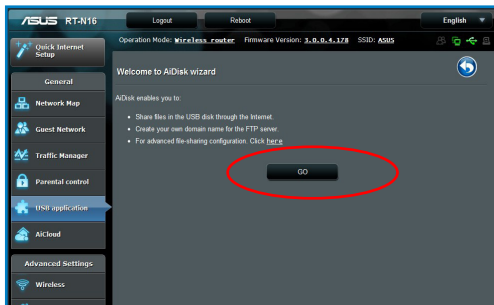 /SUS RT-N16
Logout
Reboot
English
Quick Internet Setup
Operation Mode: Wireless router Firmware Version: 3.0.0.4.178 SSID: ASUS
Welcome to AiDisk wizard
AiDisk enables you to:
Share files in the USB disk through the Internet.
Create your own domain name for the FTP server.
For advanced file-sharing configuration. Click here
GO
General
Network Map
Guest Network
Traffic Manager
Parental control
USB application
AiCloud
Advanced Settings
Wireless